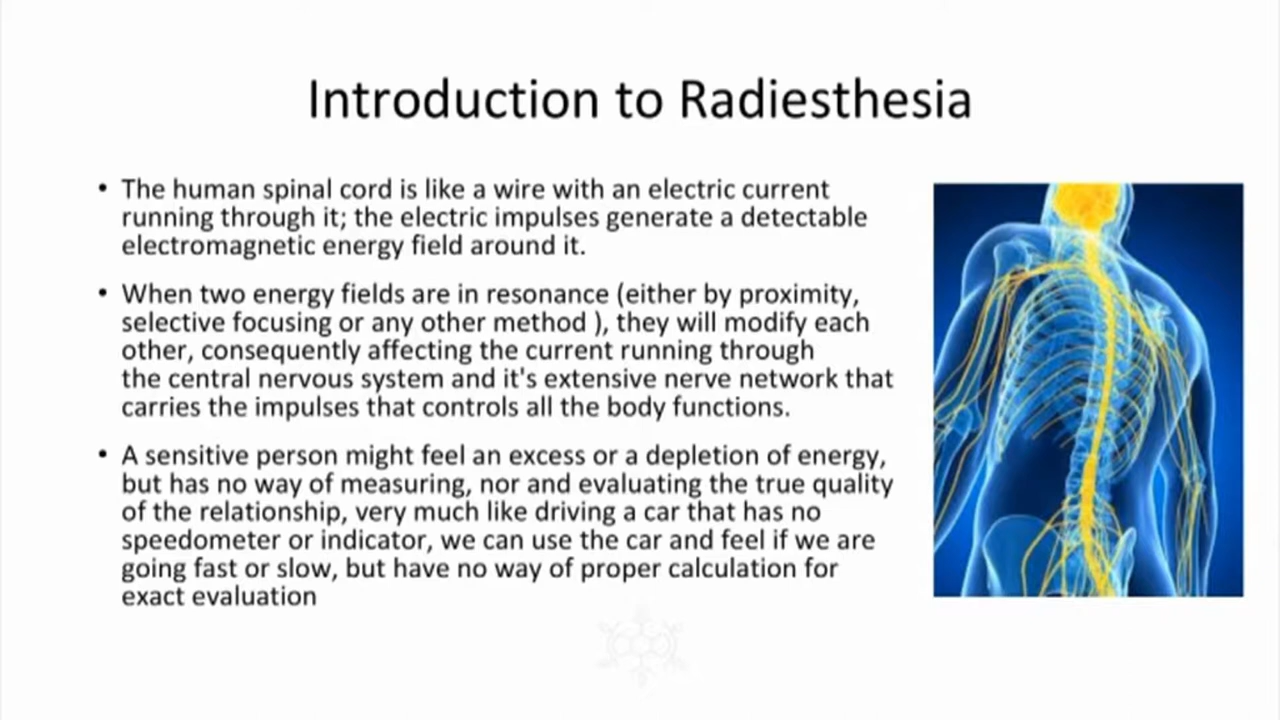 Introduction to Radiesthesia
• The human spinal cord is like a wire with an electric current
running through it; the electric impulses generate a detectable
electromagnetic energy field around it.
• When two energy fields are in resonance (either by proximity,
selective focusing or any other method ), they will modify each
other, consequently affecting the current running through
the central nervous system and it's extensive nerve network that
carries the impulses that controls all the body functions.
• A sensitive person might feel an excess or a depletion of energy,
but has no way of measuring, nor and evaluating the true quality
of the relationship, very much like driving a car that has no
speedometer or indicator, we can use the car and feel if we are
going fast or slow, but have no way of proper calculation for
exact evaluation